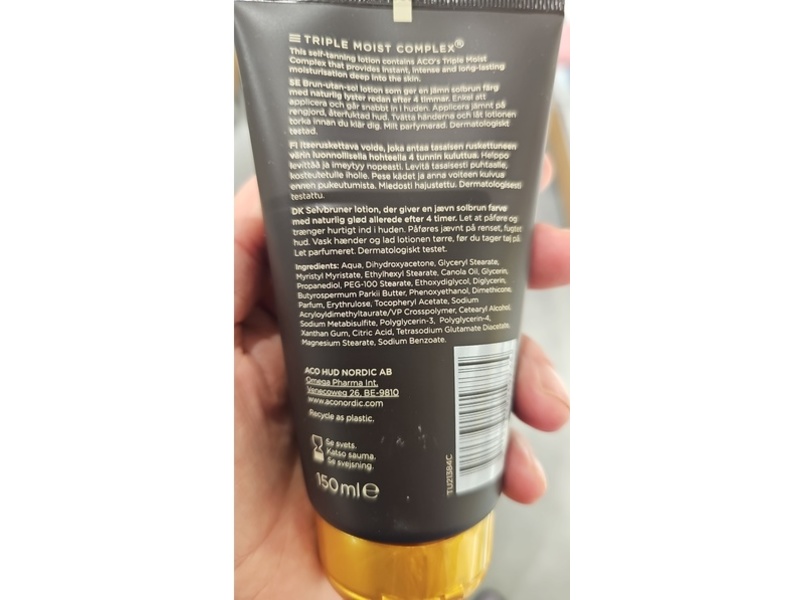 TRIPLE MOIST COMPLEX®
This self-tanning lotion contains ACO's Triple Moist
Complex that provides instant, intense and long-lasting
moisturisation deep into the skin.
SE Brun-utan-sol lotion som ger en jämn solbrun färg
med naturlig lyster redan efter 4 timmar. Enkel att
applicera och går snabbt in i huden. Applicera jämnt på
rengjord, återfuktad hud. Tvätta händerna och låt lotionen
torka innan du klär dig. Milt parfymerad. Dermatologiskt
testad.
FI Itseruskettava voide, joka antaa tasaisen ruskettuneen
värin luonnollisella hohteella 4 tunnin kuluttua. Helppo
levittää ja imeytyy nopeasti. Levitä tasaisesti puhtaalle,
kosteutetulle iholle. Pese kädet ja anna voiteen kuivua
ennen pukeutumista. Miedosti hajustettu. Dermatologisesti
testattu.
DK Selvbruner lotion, der giver en jævn solbrun farve
med naturlig glød allerede efter 4 timer. Let at påføre og
trænger hurtigt ind i huden. Påføres jævnt på renset, fugtet
hud. Vask hænder og lad lotionen tørre, før du tager tøj på.
Let parfumeret. Dermatologiskt testet.
Ingredients: Aqua, Dihydroxyacetone, Glyceryl Stearate,
Myristyl Myristate, Ethylhexyl Stearate, Canola Oil, Glycerin,
Propanediol, PEG-100 Stearate, Ethoxydiglycol, Diglycerin,
Butyrospermum Parkii Butter, Phenoxyethanol, Dimethicone,
Parfum, Erythrulose, Tocopheryl Acetate, Sodium
Acryloyldimethyltaurate/VP Crosspolymer, Cetearyl Alcohol,
Sodium Metabisulfite, Polyglycerin-3, Polyglycerin-4,
Xanthan Gum, Citric Acid, Tetrasodium Glutamate Diacetate,
Magnesium Stearate, Sodium Benzoate.
ACO HUD NORDIC AB
Omega Pharma int.
Venecoweg 26, BE-9810
www.aconordic.com
Recycle as plastic.
Se svets.
Katso sauma.
Se svejsning.
150 ml ℮
TU21384C